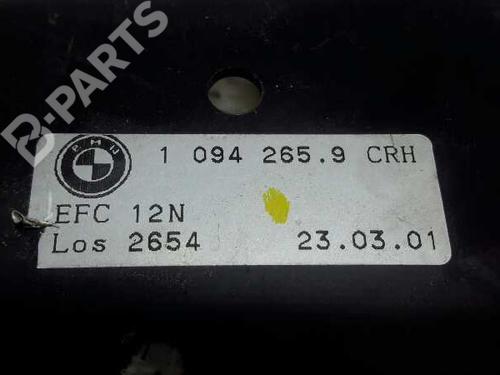 B-PARTS
BMW
1 094 265.9 CRH
EFC 12N
Los 2654
23.03.01